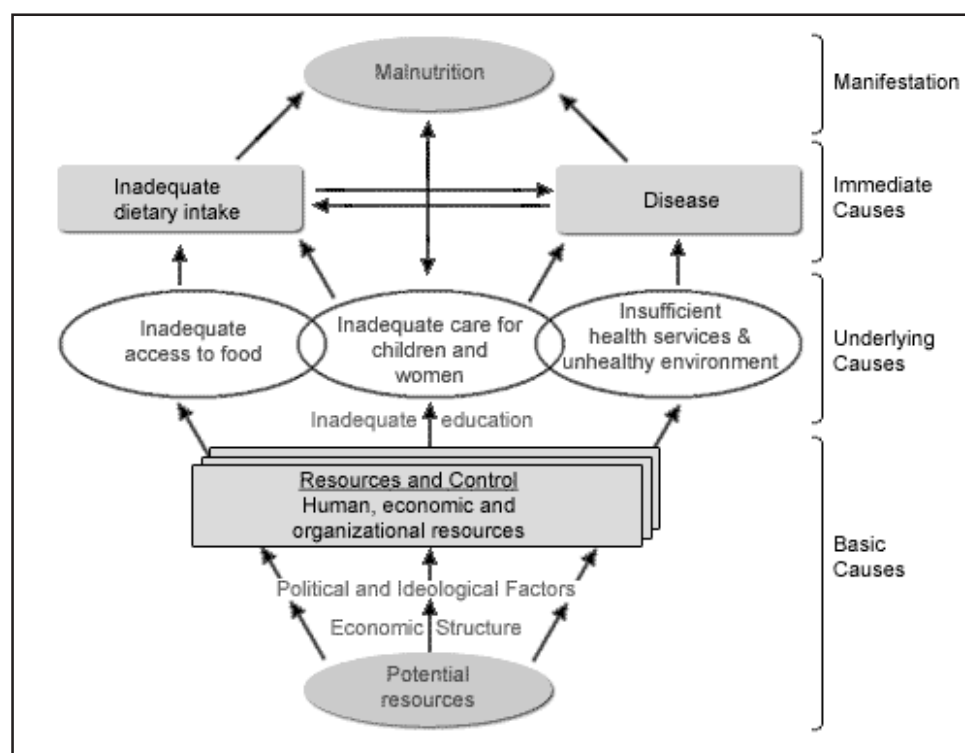 Malnutrition
Manifestation
Inadequate
dietary intake
Disease
Immediate
Causes
Inadequate
access to food
Inadequate care for
children and
women
Insufficient
health services &
unhealthy environment
Underlying
Causes
Inadequate education
Resources and Control
Human, economic and
organizational resources
Political and Ideological Factors
Economic Structure
Potential
resources
Basic
Causes